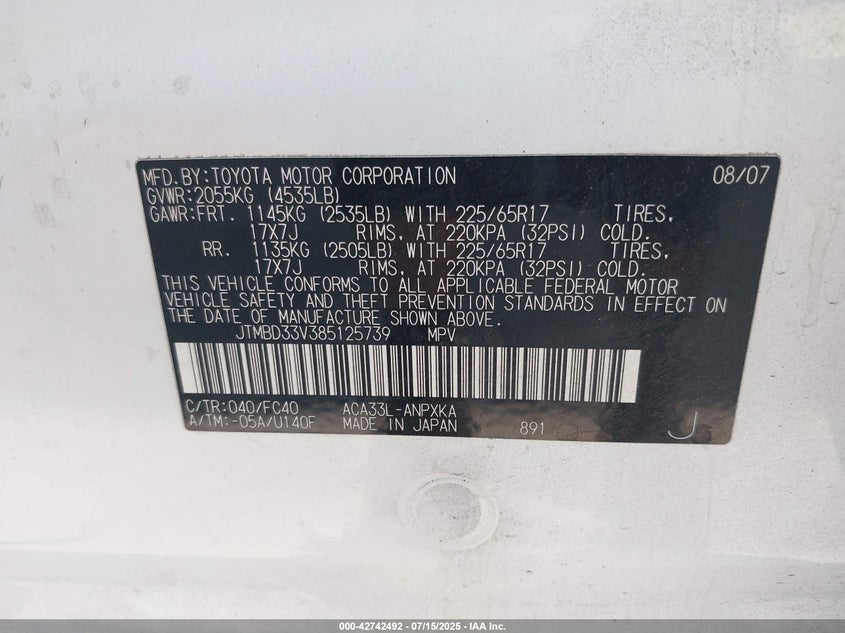 MFD.BY:TOYOTA MOTOR CORPORATION 08/07
GVWR:2055KG (4535LB)
GAWR:FRT. 1145KG (2535LB) WITH 225/65R17 TIRES,
17X7J RIMS, AT 220KPA (32PSI) COLD.
RR. 1135KG (2505LB) WITH 225/65R17 TIRES,
17X7J RIMS, AT 220KPA (32PSI) COLD.
THIS VEHICLE CONFORMS TO ALL APPLICABLE FEDERAL MOTOR
VEHICLE SAFETY AND THEFT PREVENTION STANDARDS IN EFFECT ON
THE DATE OF MANUFACTURE SHOWN ABOVE.
JTMBD33V385125739 MPV
C/TR:040/FC40 ACA33L-ANPXKA
A/TM:-05A/U140F MADE IN JAPAN 891 J
000-42742492 - 07/15/2025 - IAA Inc.